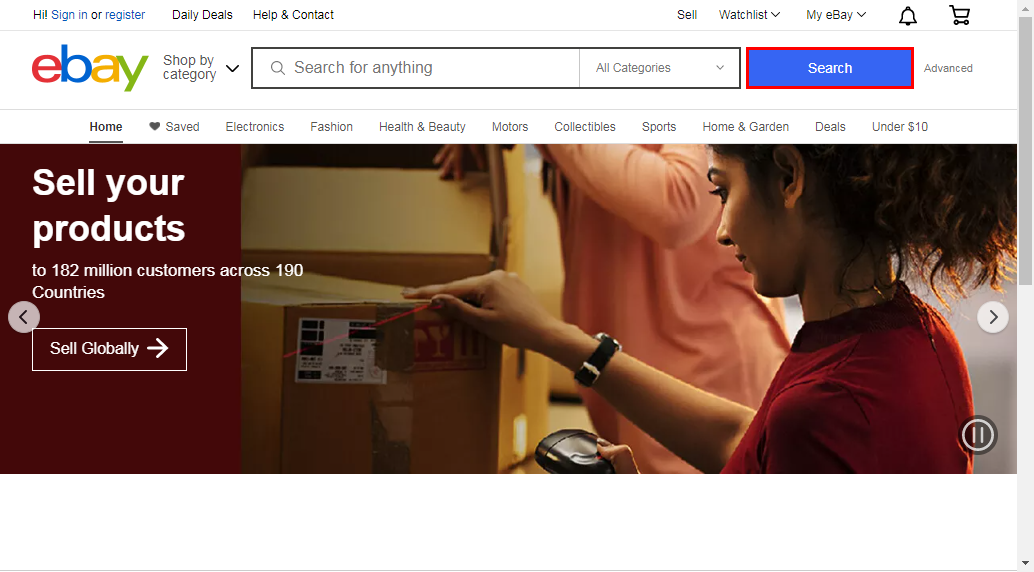 Hi! Sign in or register Daily Deals Help & Contact Sell Watchlist My eBay
ebay Shop by category Search for anything All Categories Search Advanced
Home Saved Electronics Fashion Health & Beauty Motors Collectibles Sports Home & Garden Deals Under $10
Sell your
products
to 182 million customers across 190
Countries
Sell Globally